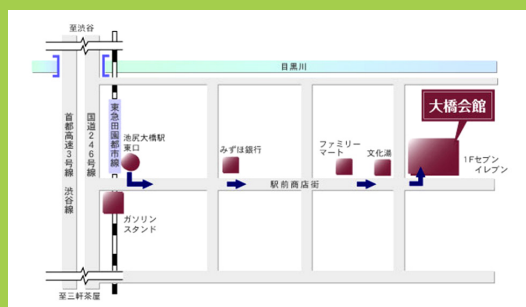 至渋谷
目黒川
大橋会館
首都高速3号線 渋谷線
国道246号線
東急田園都市線
池尻大橋駅
東口
みずほ銀行
ファミリー
マート
文化湯
1Fセブン
イレブン
駅前商店街
ガソリン
スタンド
至三軒茶屋